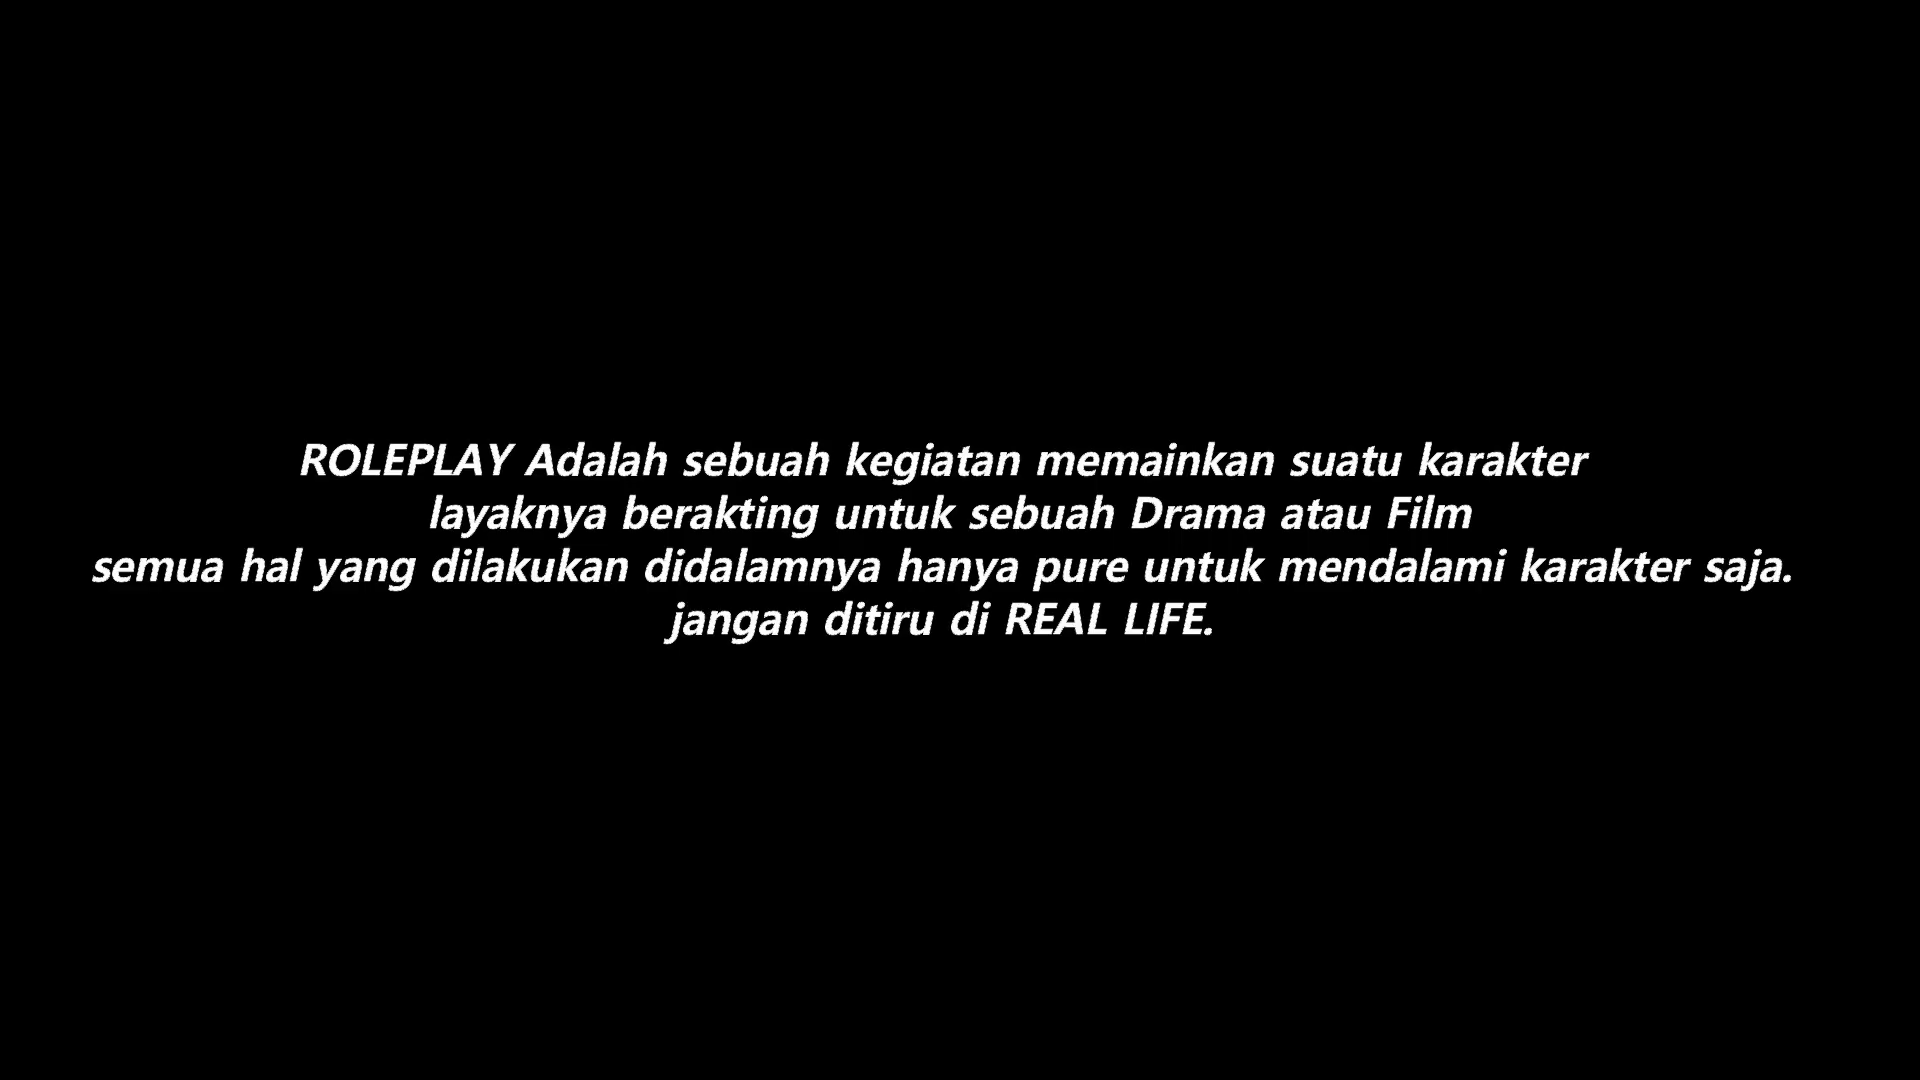 ROLEPLAY Adalah sebuah kegiatan memainkan suatu karakter
layaknya berakting untuk sebuah Drama atau Film
semua hal yang dilakukan didalamnya hanya pure untuk mendalami karakter saja.
jangan ditiru di REAL LIFE.